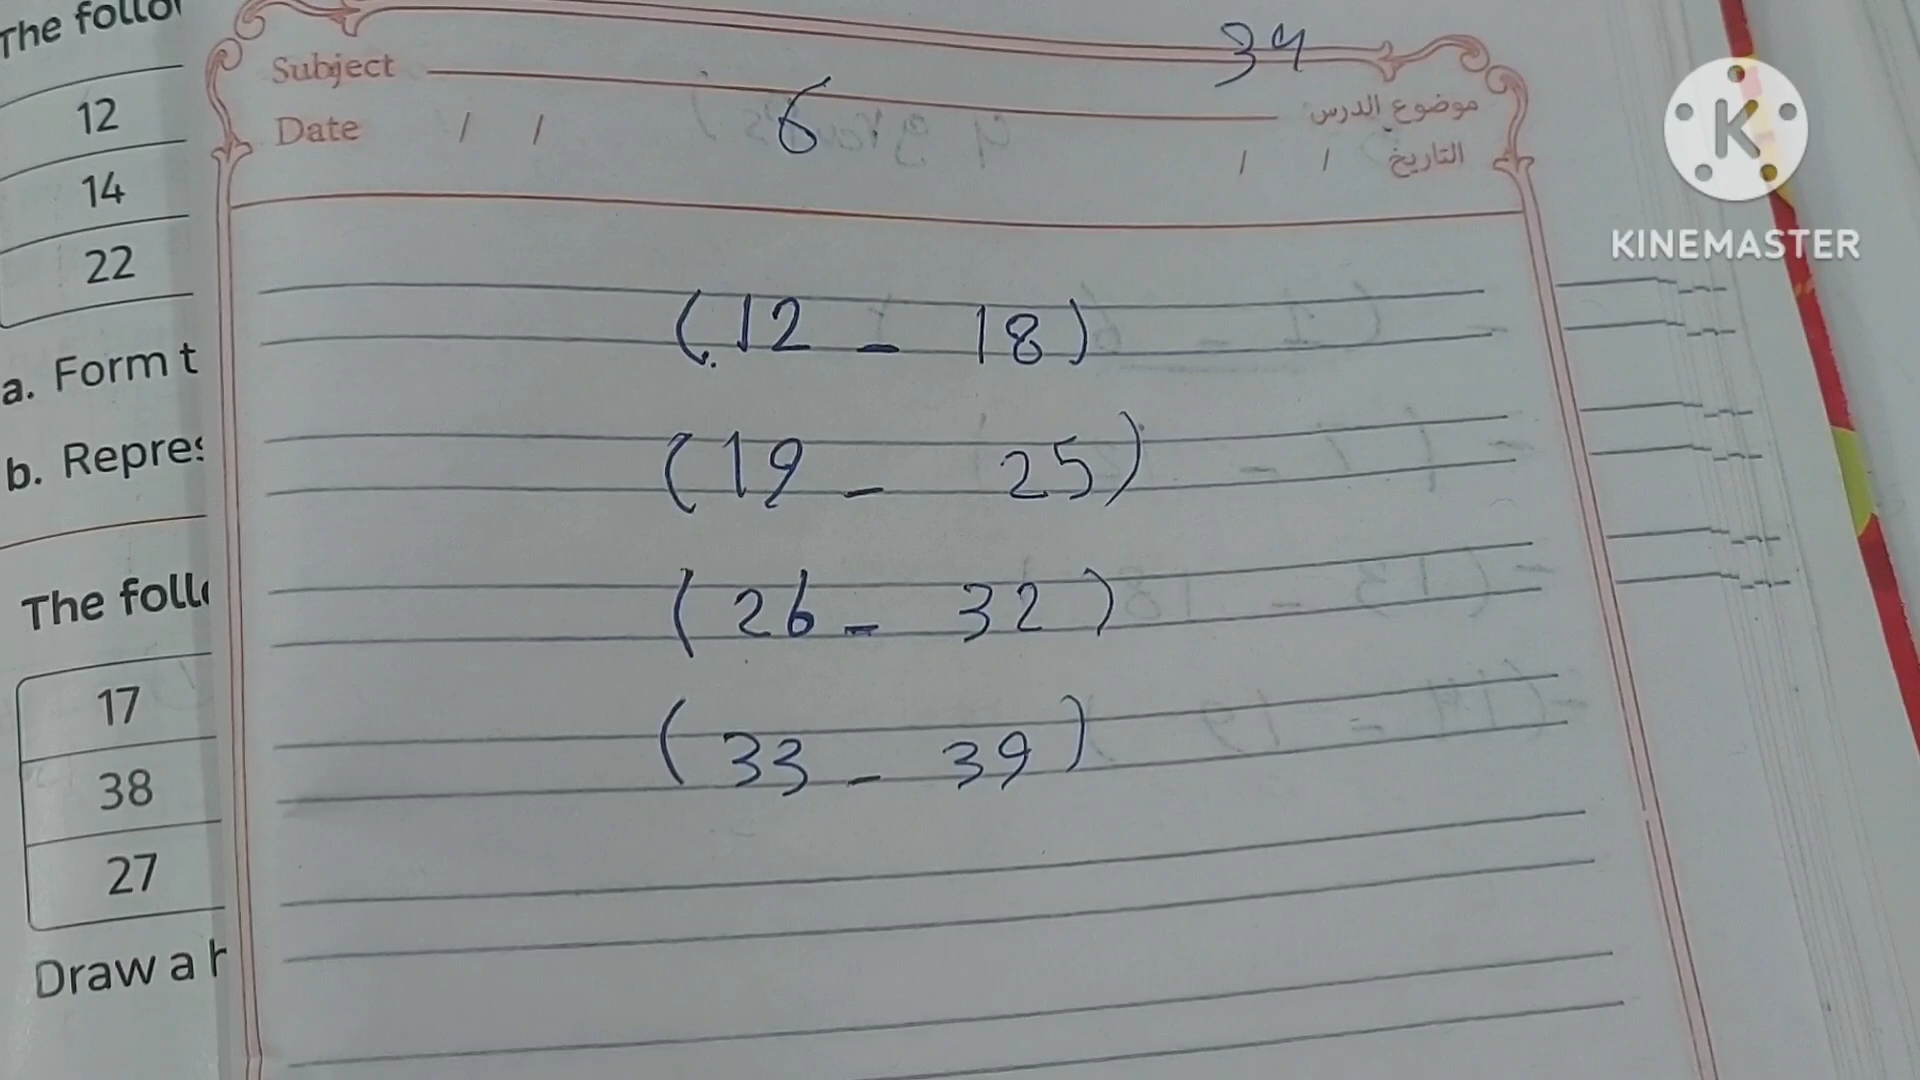 The follo
12
14
22
a. Form t
b. Repres
The foll
17
38
27
Draw a h
34
Subject
موضوع الدرس
Date / /
6
/ / التاريخ
(12 - 18)
(19 - 25)
(26 - 32)
(33 - 39)
K
KINEMASTER